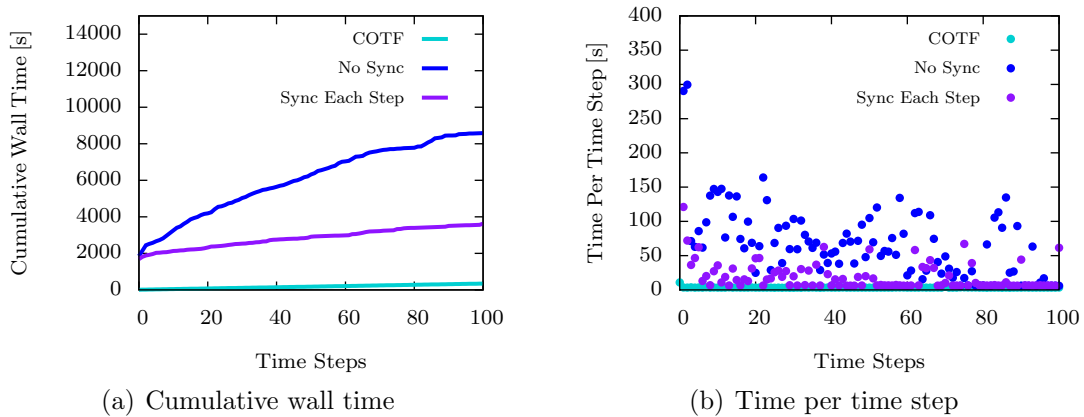 Cumulative Wall Time [s]
14000
12000
10000
8000
6000
4000
2000
0
COTF
No Sync
Sync Each Step
0 20 40 60 80 100
Time Steps
(a) Cumulative wall time
Time Per Time Step [s]
400
350
300
250
200
150
100
50
0
COTF
No Sync
Sync Each Step
0 20 40 60 80 100
Time Steps
(b) Time per time step